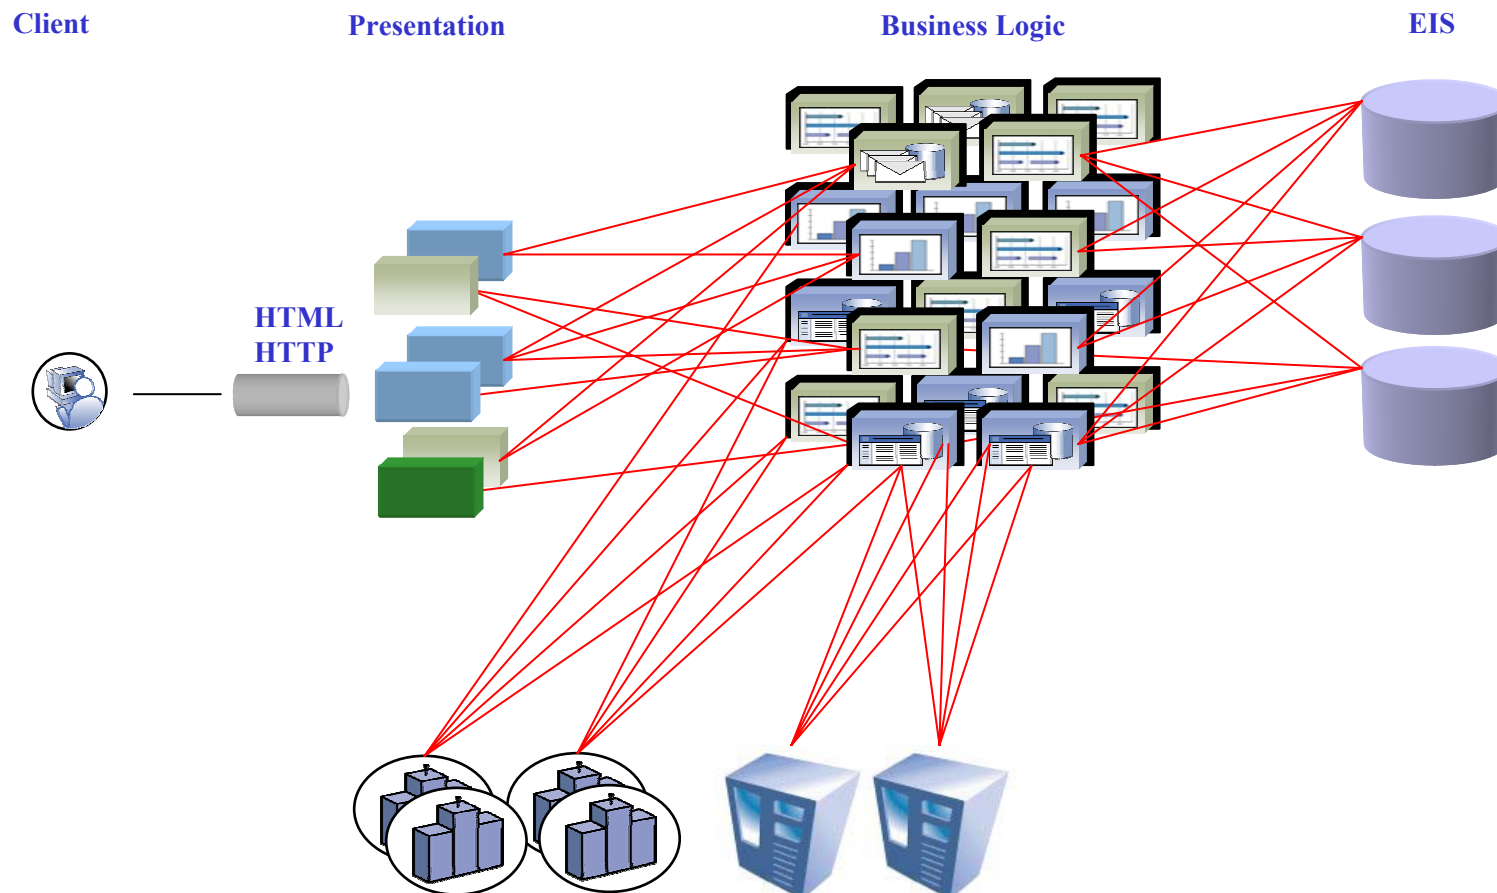 Client
Presentation
Business Logic
EIS
HTML
HTTP